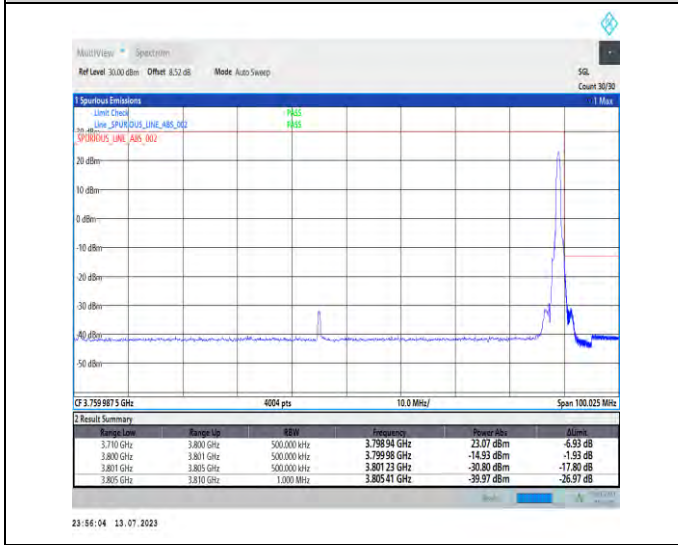 MultiView Spectrum
Ref Level 30.00 dBm Offset 8.52 dB Mode Auto Sweep SGL
Count 30/30
1 Spurious Emissions 1 Max
Limit Check PASS
Line _SPURIOUS_LINE_ABS_002 PASS
_SPURIOUS_LINE_ABS_002
20 dBm
10 dBm
0 dBm
-10 dBm
-20 dBm
-30 dBm
-40 dBm
-50 dBm
CF 3.759 987 5 GHz 4004 pts 10.0 MHz/ Span 100.025 MHz
2 Result Summary
Range Low Range Up RBW Frequency Power Abs ΔLimit
3.710 GHz 3.800 GHz 500.000 kHz 3.798 94 GHz 23.07 dBm -6.93 dB
3.800 GHz 3.801 GHz 500.000 kHz 3.799 98 GHz -14.93 dBm -1.93 dB
3.801 GHz 3.805 GHz 500.000 kHz 3.801 23 GHz -30.80 dBm -17.80 dB
3.805 GHz 3.810 GHz 1.000 MHz 3.805 41 GHz -39.97 dBm -26.97 dB
23:56:04 13.07.2023